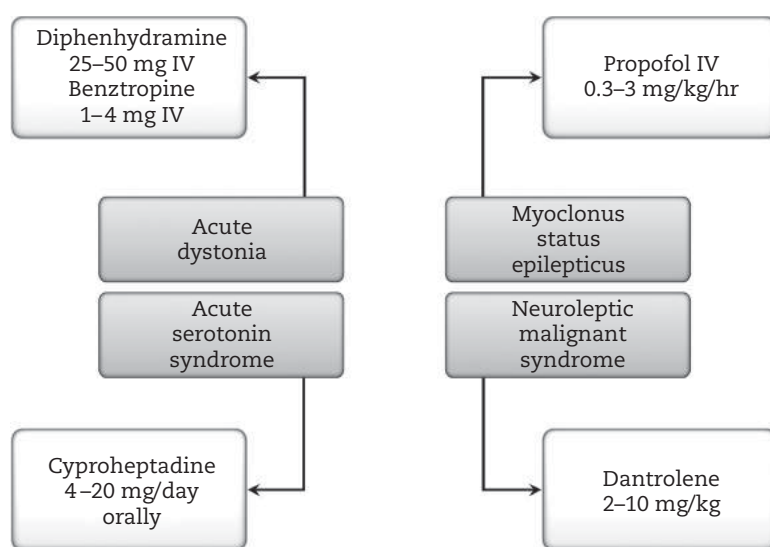 Diphenhydramine
25–50 mg IV
Benztropine
1–4 mg IV
Propofol IV
0.3–3 mg/kg/hr
Acute
dystonia
Myoclonus
status
epilepticus
Acute
serotonin
syndrome
Neuroleptic
malignant
syndrome
Cyproheptadine
4–20 mg/day
orally
Dantrolene
2–10 mg/kg